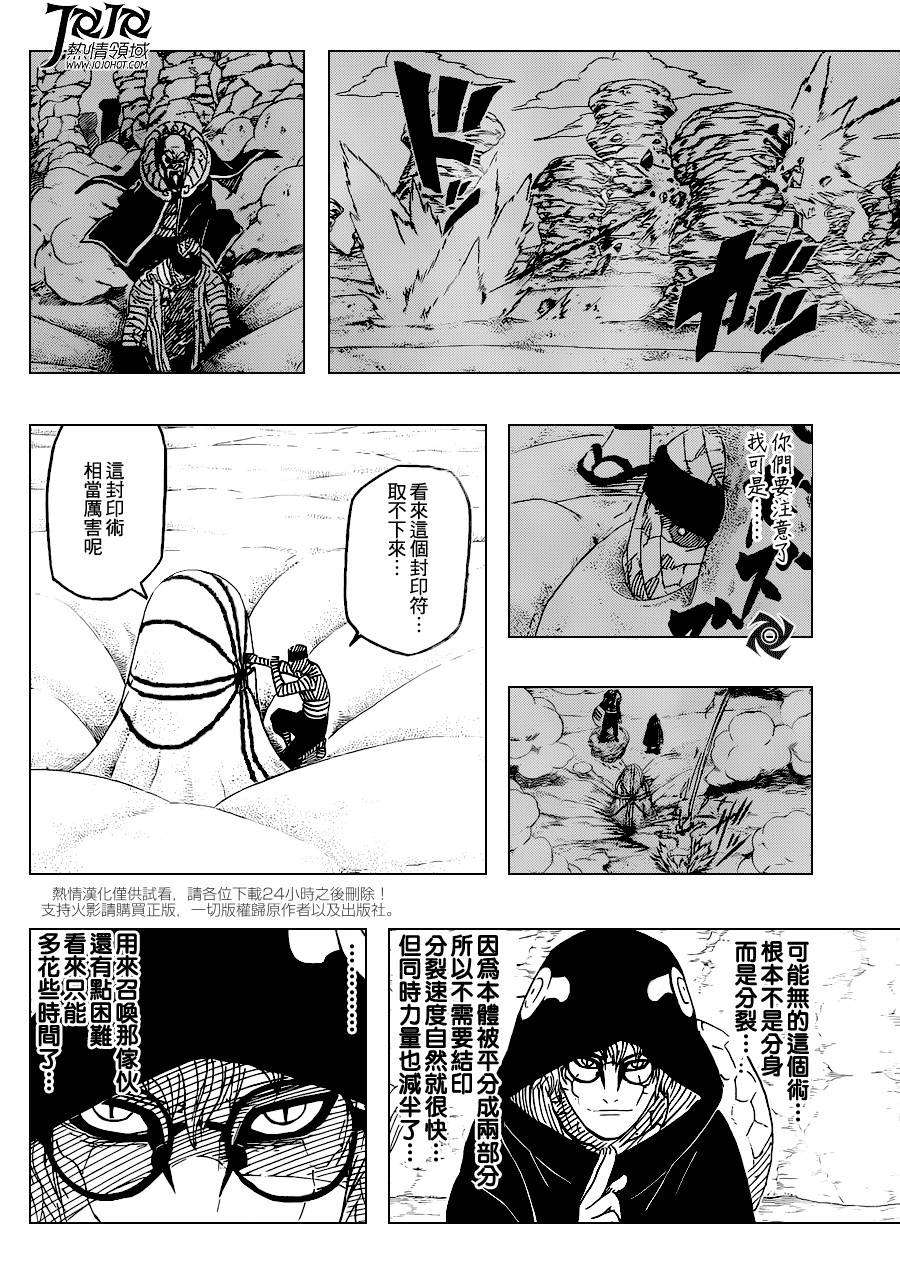 JOJO
熱情領域
WWW.JOJOHOT.COM
ドガッ
你們要注意了
我可是……
ズズズ
看來這個封印符…
取不下來…
這封印術
相當厲害呢
熱情漢化僅供試看，請各位下載24小時之後刪除！
支持火影請購買正版，一切版權歸原作者以及出版社。
可能無的這個術…
根本不是分身
而是分裂…
因爲本體被平分成兩部分
所以不需要結印
分裂速度自然就很快…
但同時力量也減半了…
…………
用來召喚那傢伙
還有點困難
看來只能
多花些時間了…